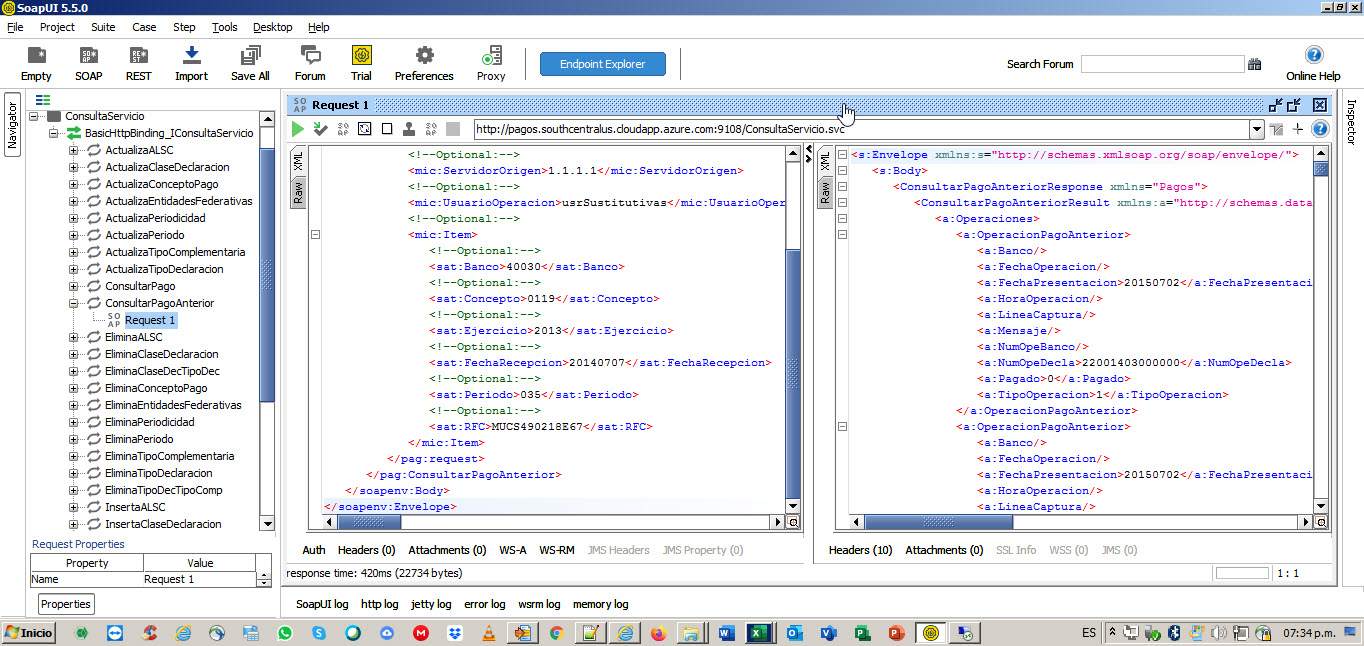 SoapUI 5.5.0
File Project Suite Case Step Tools Desktop Help
Empty SOAP REST Import Save All Forum Trial Preferences Proxy Endpoint Explorer Search Forum Online Help
Navigator
ConsultaServicio
BasicHttpBinding_IConsultaServicio
ActualizaALSC
ActualizaClaseDeclaracion
ActualizaConceptoPago
ActualizaEntidadesFederativas
ActualizaPeriodicidad
ActualizaPeriodo
ActualizaTipoComplementaria
ActualizaTipoDeclaracion
ConsultarPago
ConsultarPagoAnterior
Request 1
EliminaALSC
EliminaClaseDeclaracion
EliminaClaseDecTipoDec
EliminaConceptoPago
EliminaEntidadesFederativas
EliminaPeriodicidad
EliminaPeriodo
EliminaTipoComplementaria
EliminaTipoDeclaracion
EliminaTipoDecTipoComp
InsertaALSC
InsertaClaseDeclaracion
Request Properties
Property Value
Name Request 1
Properties
Request 1
http://pagos.southcentralus.cloudapp.azure.com:9108/ConsultaServicio.svc
XML
Raw
<!--Optional:-->
<mic:ServidorOrigen>1.1.1.1</mic:ServidorOrigen>
<!--Optional:-->
<mic:UsuarioOperacion>usrSustitutivas</mic:UsuarioOper
<!--Optional:-->
<mic:Item>
<!--Optional:-->
<sat:Banco>40030</sat:Banco>
<!--Optional:-->
<sat:Concepto>0119</sat:Concepto>
<!--Optional:-->
<sat:Ejercicio>2013</sat:Ejercicio>
<!--Optional:-->
<sat:FechaRecepcion>20140707</sat:FechaRecepcion>
<!--Optional:-->
<sat:Periodo>035</sat:Periodo>
<!--Optional:-->
<sat:RFC>MUCS490218E67</sat:RFC>
</mic:Item>
</pag:request>
</pag:ConsultarPagoAnterior>
</soapenv:Body>
</soapenv:Envelope>
Auth Headers (0) Attachments (0) WS-A WS-RM JMS Headers JMS Property (0)
XML
Raw
<s:Envelope xmlns:s="http://schemas.xmlsoap.org/soap/envelope/">
<s:Body>
<ConsultarPagoAnteriorResponse xmlns="Pagos">
<ConsultarPagoAnteriorResult xmlns:a="http://schemas.data
<a:Operaciones>
<a:OperacionPagoAnterior>
<a:Banco/>
<a:FechaOperacion/>
<a:FechaPresentacion>20150702</a:FechaPresentaci
<a:HoraOperacion/>
<a:LineaCaptura/>
<a:Mensaje/>
<a:NumOpeBanco/>
<a:NumOpeDecla>22001403000000</a:NumOpeDecla>
<a:Pagado>0</a:Pagado>
<a:TipoOperacion>1</a:TipoOperacion>
</a:OperacionPagoAnterior>
<a:OperacionPagoAnterior>
<a:Banco/>
<a:FechaOperacion/>
<a:FechaPresentacion>20150702</a:FechaPresentaci
<a:HoraOperacion/>
<a:LineaCaptura/>
Headers (10) Attachments (0) SSL Info WSS (0) JMS (0)
response time: 420ms (22734 bytes)
1 : 1
Inspector
SoapUI log http log jetty log error log wsrm log memory log
Inicio
ES
07:34 p.m.